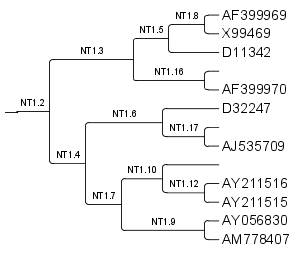 NT1.8
AF399969
NT1.5
X99469
NT1.3
D11342
NT1.16
AF399970
NT1.2
D32247
NT1.6
NT1.17
AJ535709
NT1.4
NT1.10
NT1.12
AY211516
NT1.7
AY211515
NT1.9
AY056830
AM778407